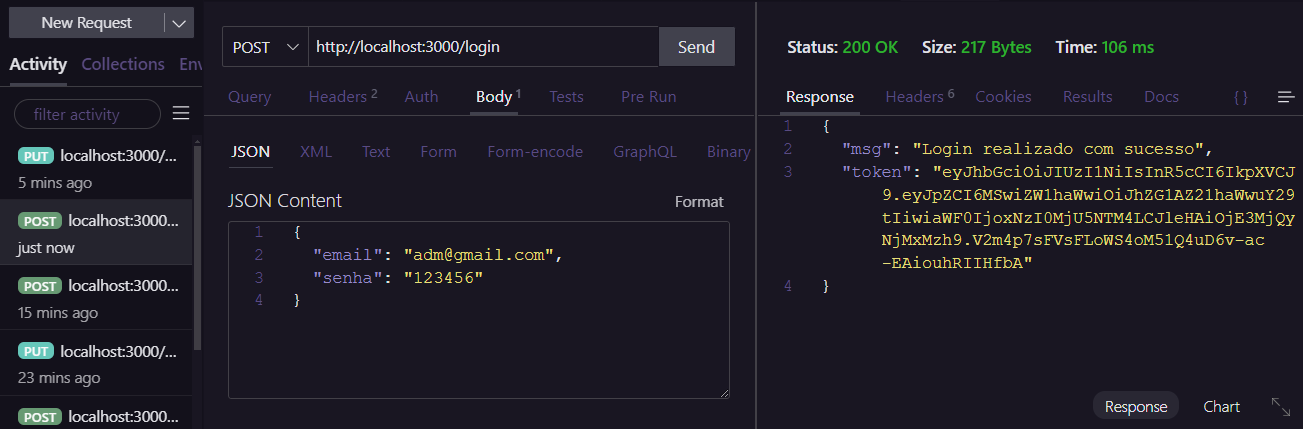 New Request
Activity Collections Env
filter activity
PUT localhost:3000/...
5 mins ago
POST localhost:3000...
just now
POST localhost:3000...
15 mins ago
PUT localhost:3000/...
23 mins ago
POST localhost:3000...
POST http://localhost:3000/login Send
Query Headers 2 Auth Body 1 Tests Pre Run
JSON XML Text Form Form-encode GraphQL Binary
JSON Content Format
1 {
2 "email": "adm@gmail.com",
3 "senha": "123456"
4 }
Status: 200 OK Size: 217 Bytes Time: 106 ms
Response Headers 6 Cookies Results Docs { }
1 {
2 "msg": "Login realizado com sucesso",
3 "token": "eyJhbGciOiJIUzI1NiIsInR5cCI6IkpXVCJ
9.eyJpZCI6MSwiZW1haWwiOiJhZG1AZ21haWwuY29
tIiwiaWF0IjoxNzI0MjU5NTM4LCJleHAiOjE3MjQy
NjMxMzh9.V2m4p7sFVsFLoWS4oM51Q4uD6v-ac
-EAiouhRIIHfbA"
4 }
Response Chart